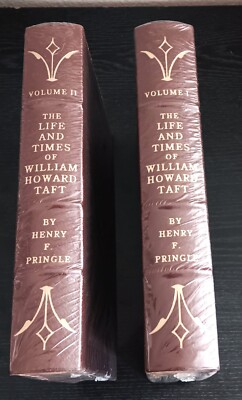 VOLUME II
THE
LIFE
AND
TIMES
OF
WILLIAM
HOWARD
TAFT
BY
HENRY
F.
PRINGLE
VOLUME I
THE
LIFE
AND
TIMES
OF
WILLIAM
HOWARD
TAFT
BY
HENRY
F.
PRINGLE